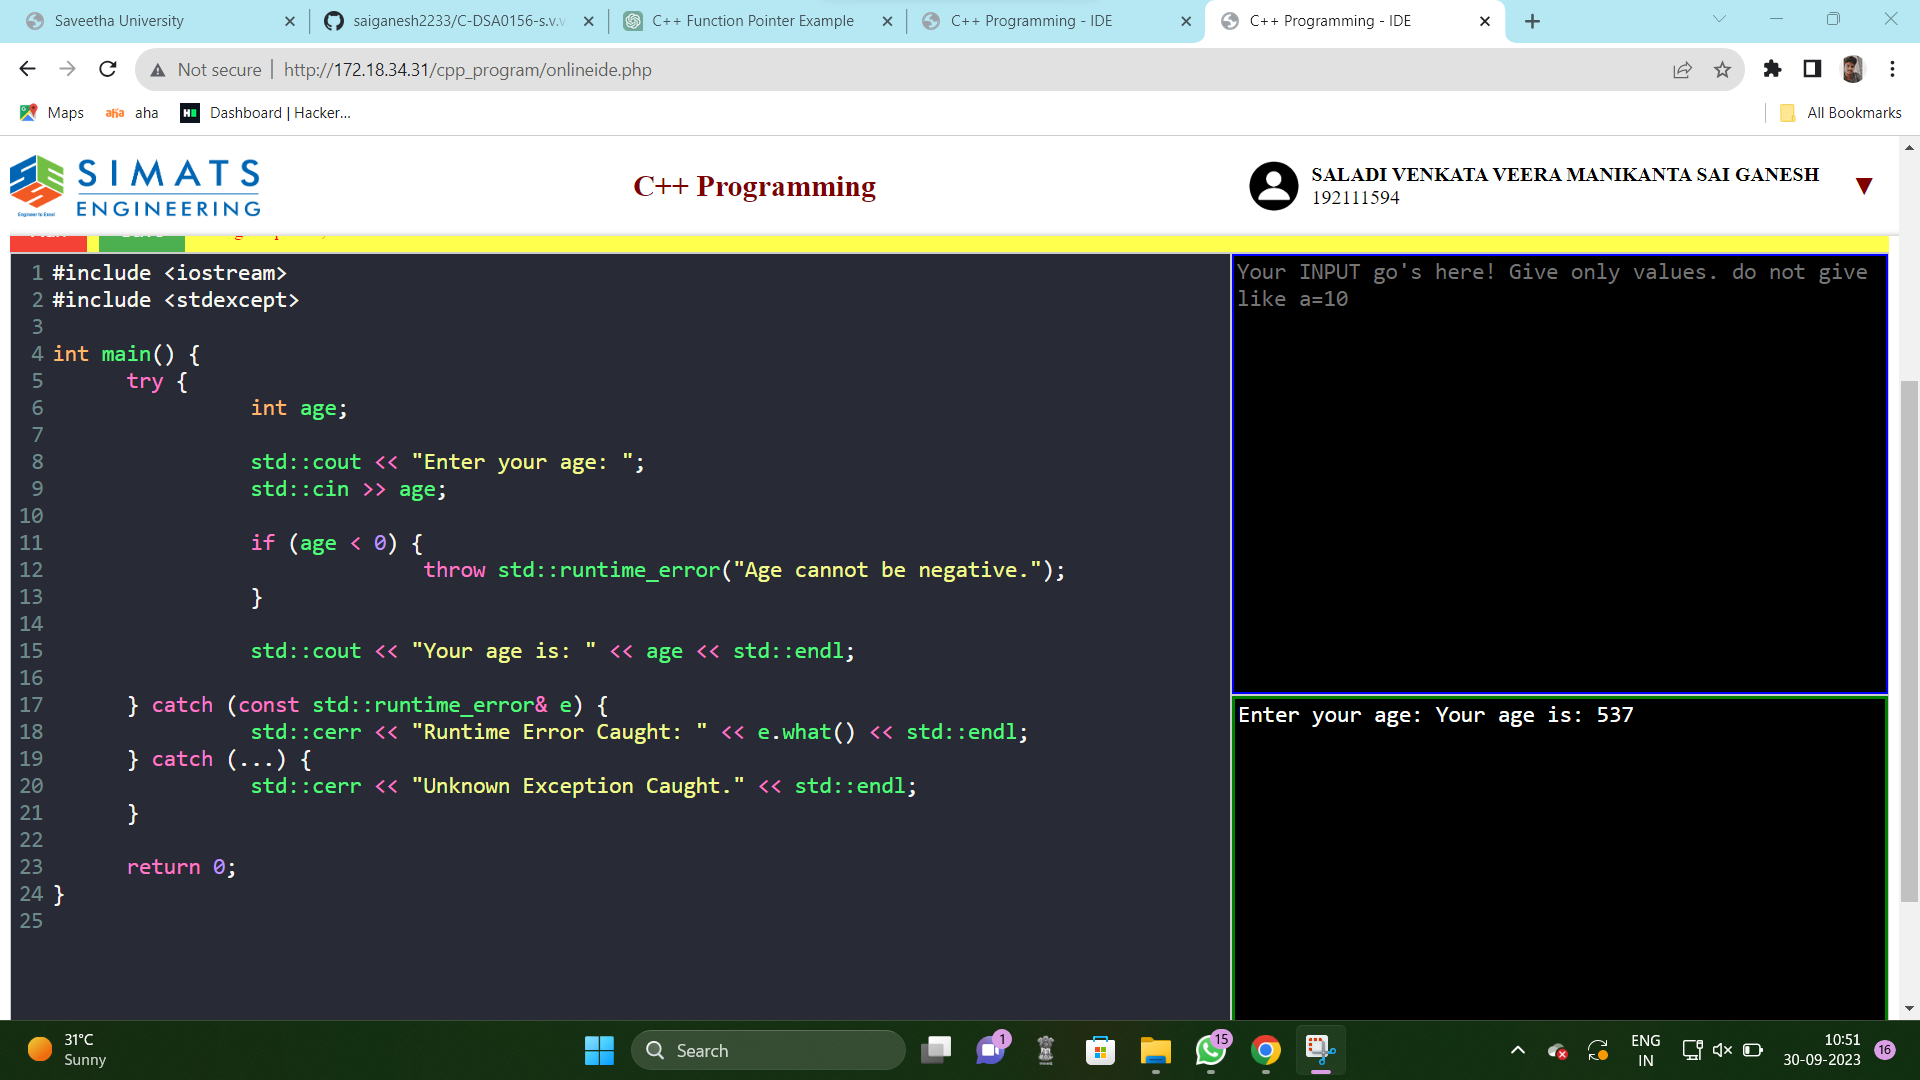 Saveetha University
saiganesh2233/C-DSA0156-s.v.
C++ Function Pointer Example
C++ Programming - IDE
C++ Programming - IDE
Not secure
http://172.18.34.31/cpp_program/onlineide.php
Maps
aha
aha
Dashboard | Hacker...
All Bookmarks
SIMATS
ENGINEERING
Engineer to Excel
C++ Programming
SALADI VENKATA VEERA MANIKANTA SAI GANESH
192111594
1 #include <iostream>
2 #include <stdexcept>
3
4 int main() {
5 try {
6 int age;
7
8 std::cout << "Enter your age: ";
9 std::cin >> age;
10
11 if (age < 0) {
12 throw std::runtime_error("Age cannot be negative.");
13 }
14
15 std::cout << "Your age is: " << age << std::endl;
16
17 } catch (const std::runtime_error& e) {
18 std::cerr << "Runtime Error Caught: " << e.what() << std::endl;
19 } catch (...) {
20 std::cerr << "Unknown Exception Caught." << std::endl;
21 }
22
23 return 0;
24 }
25
Your INPUT go's here! Give only values. do not give
like a=10
Enter your age: Your age is: 537
31°C
Sunny
Search
1
15
ENG
IN
10:51
30-09-2023
16